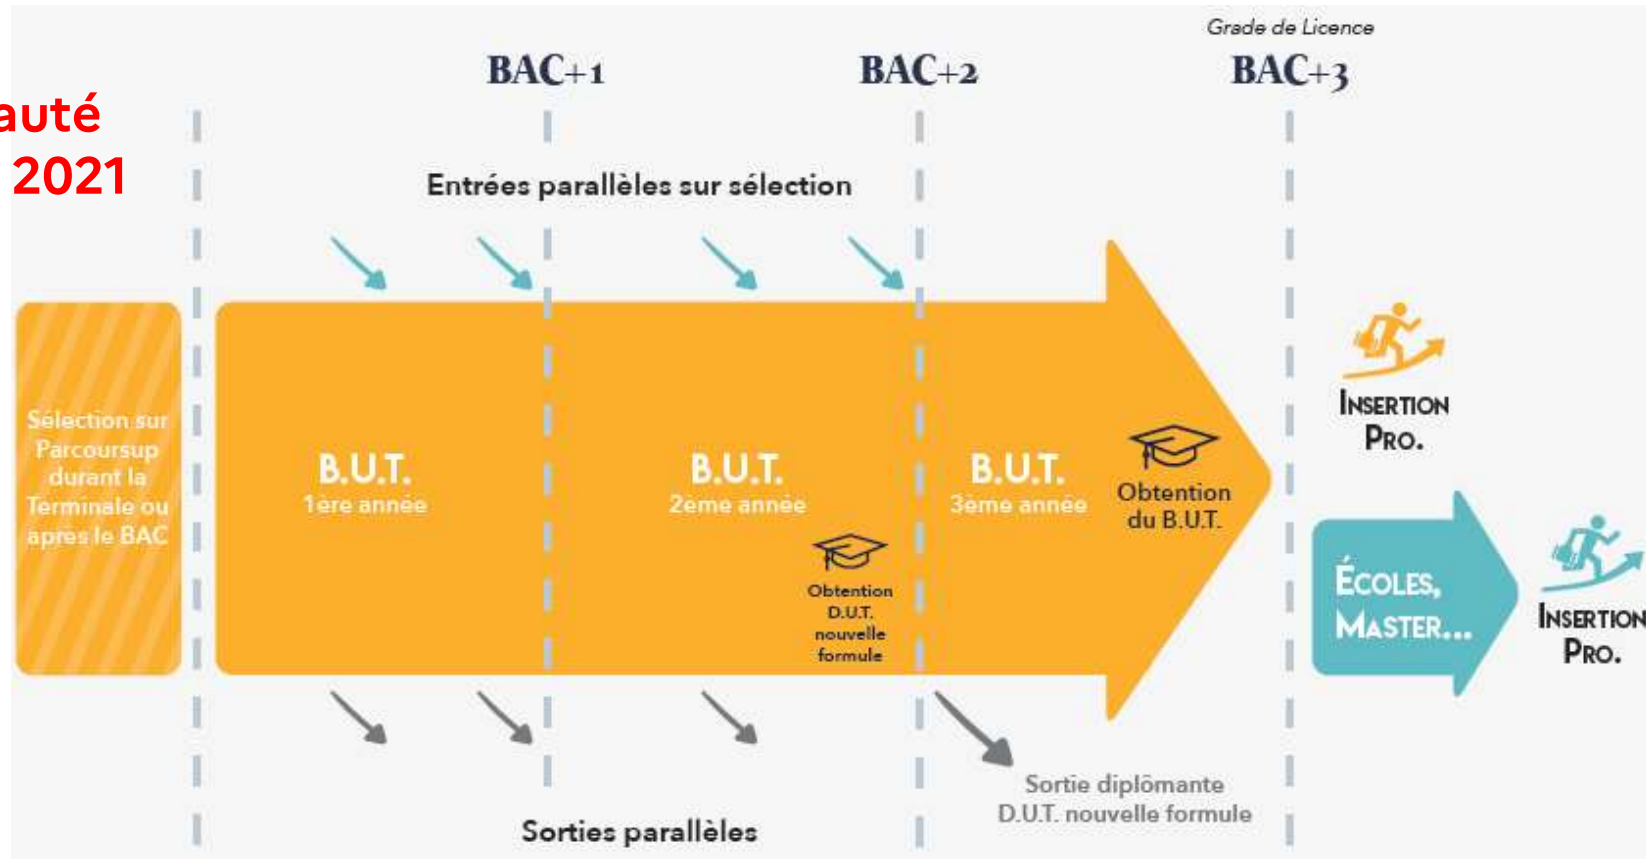 Grade de Licence
BAC+1
BAC+2
BAC+3
2021
Entrées parallèles sur sélection
Sélection sur
Parcoursup
durant la
Terminale ou
après le BAC
B.U.T.
1ère année
B.U.T.
2ème année
Obtention
D.U.T.
nouvelle
formule
B.U.T.
3ème année
Obtention
du B.U.T.
INSERTION
PRO.
ÉCOLES,
MASTER...
INSERTION
PRO.
Sortie diplômante
D.U.T. nouvelle formule
Sorties parallèles